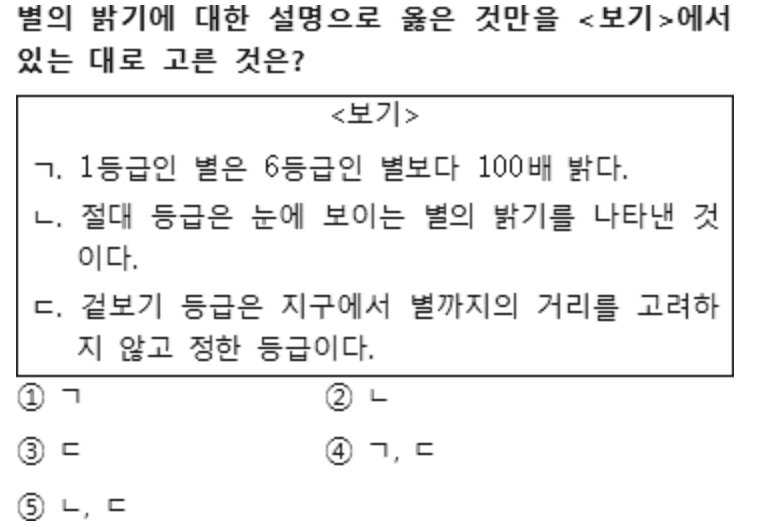 별의 밝기에 대한 설명으로 옳은 것만을 <보기>에서
있는 대로 고른 것은?
<보기>
ㄱ. 1등급인 별은 6등급인 별보다 100배 밝다.
ㄴ. 절대 등급은 눈에 보이는 별의 밝기를 나타낸 것
이다.
ㄷ. 겉보기 등급은 지구에서 별까지의 거리를 고려하
지 않고 정한 등급이다.
① ㄱ ② ㄴ
③ ㄷ ④ ㄱ, ㄷ
⑤ ㄴ, ㄷ